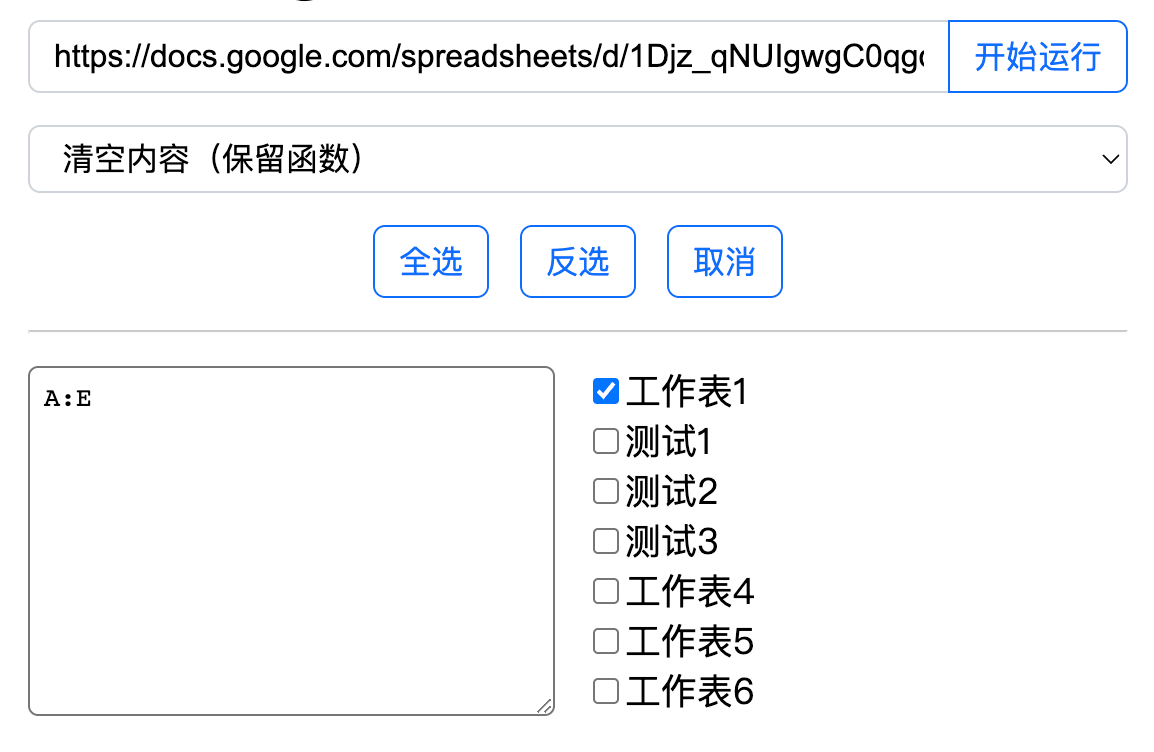 https://docs.google.com/spreadsheets/d/1Djz_qNUIgwgC0qg
开始运行
清空内容（保留函数）
全选 反选 取消
A:E
工作表1
测试1
测试2
测试3
工作表4
工作表5
工作表6